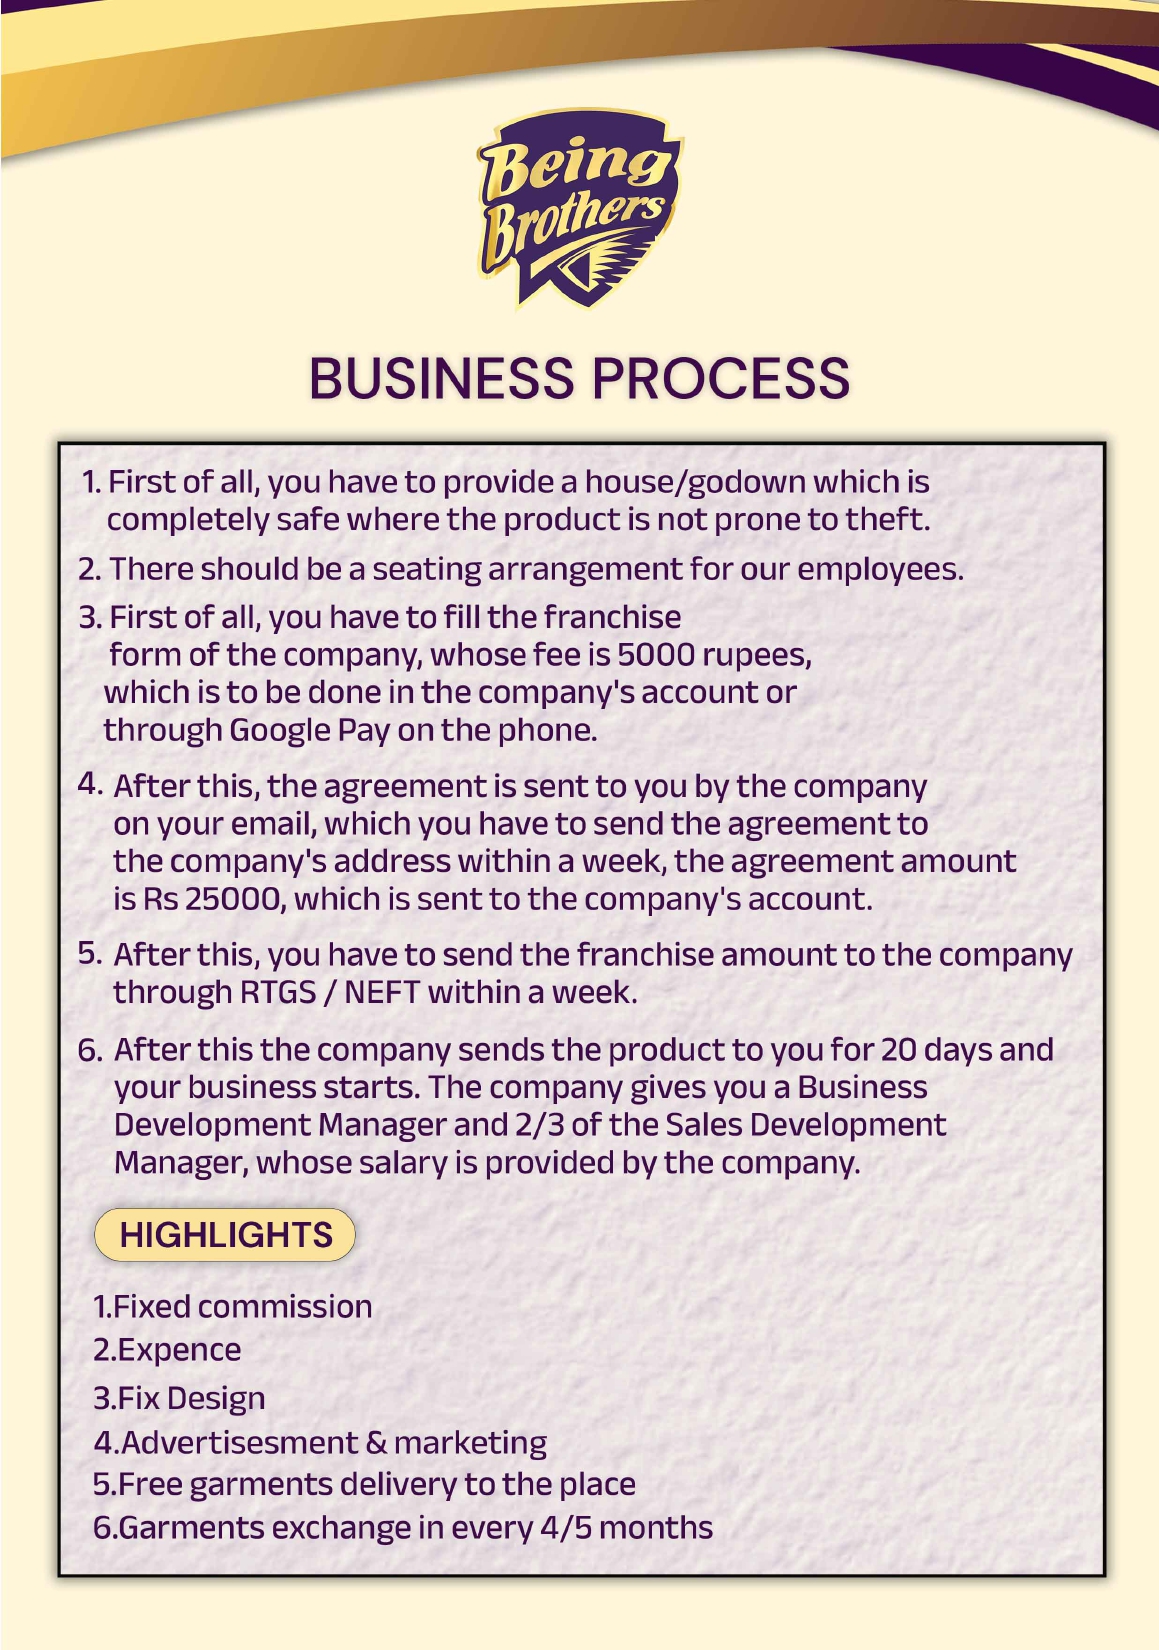 Being
Brothers
BUSINESS PROCESS
1. First of all, you have to provide a house/godown which is
completely safe where the product is not prone to theft.
2. There should be a seating arrangement for our employees.
3. First of all, you have to fill the franchise
form of the company, whose fee is 5000 rupees,
which is to be done in the company's account or
through Google Pay on the phone.
4. After this, the agreement is sent to you by the company
on your email, which you have to send the agreement to
the company's address within a week, the agreement amount
is Rs 25000, which is sent to the company's account.
5. After this, you have to send the franchise amount to the company
through RTGS / NEFT within a week.
6. After this the company sends the product to you for 20 days and
your business starts. The company gives you a Business
Development Manager and 2/3 of the Sales Development
Manager, whose salary is provided by the company.
HIGHLIGHTS
1.Fixed commission
2.Expence
3.Fix Design
4.Advertisesment & marketing
5.Free garments delivery to the place
6.Garments exchange in every 4/5 months